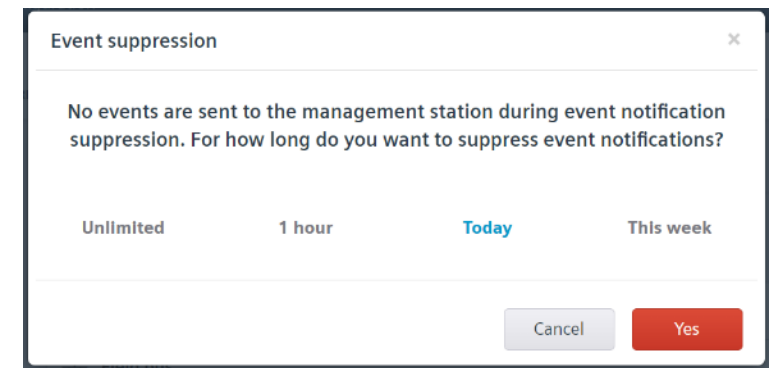 Event suppression ×
No events are sent to the management station during event notification
suppression. For how long do you want to suppress event notifications?
Unlimited 1 hour Today This week
Cancel Yes